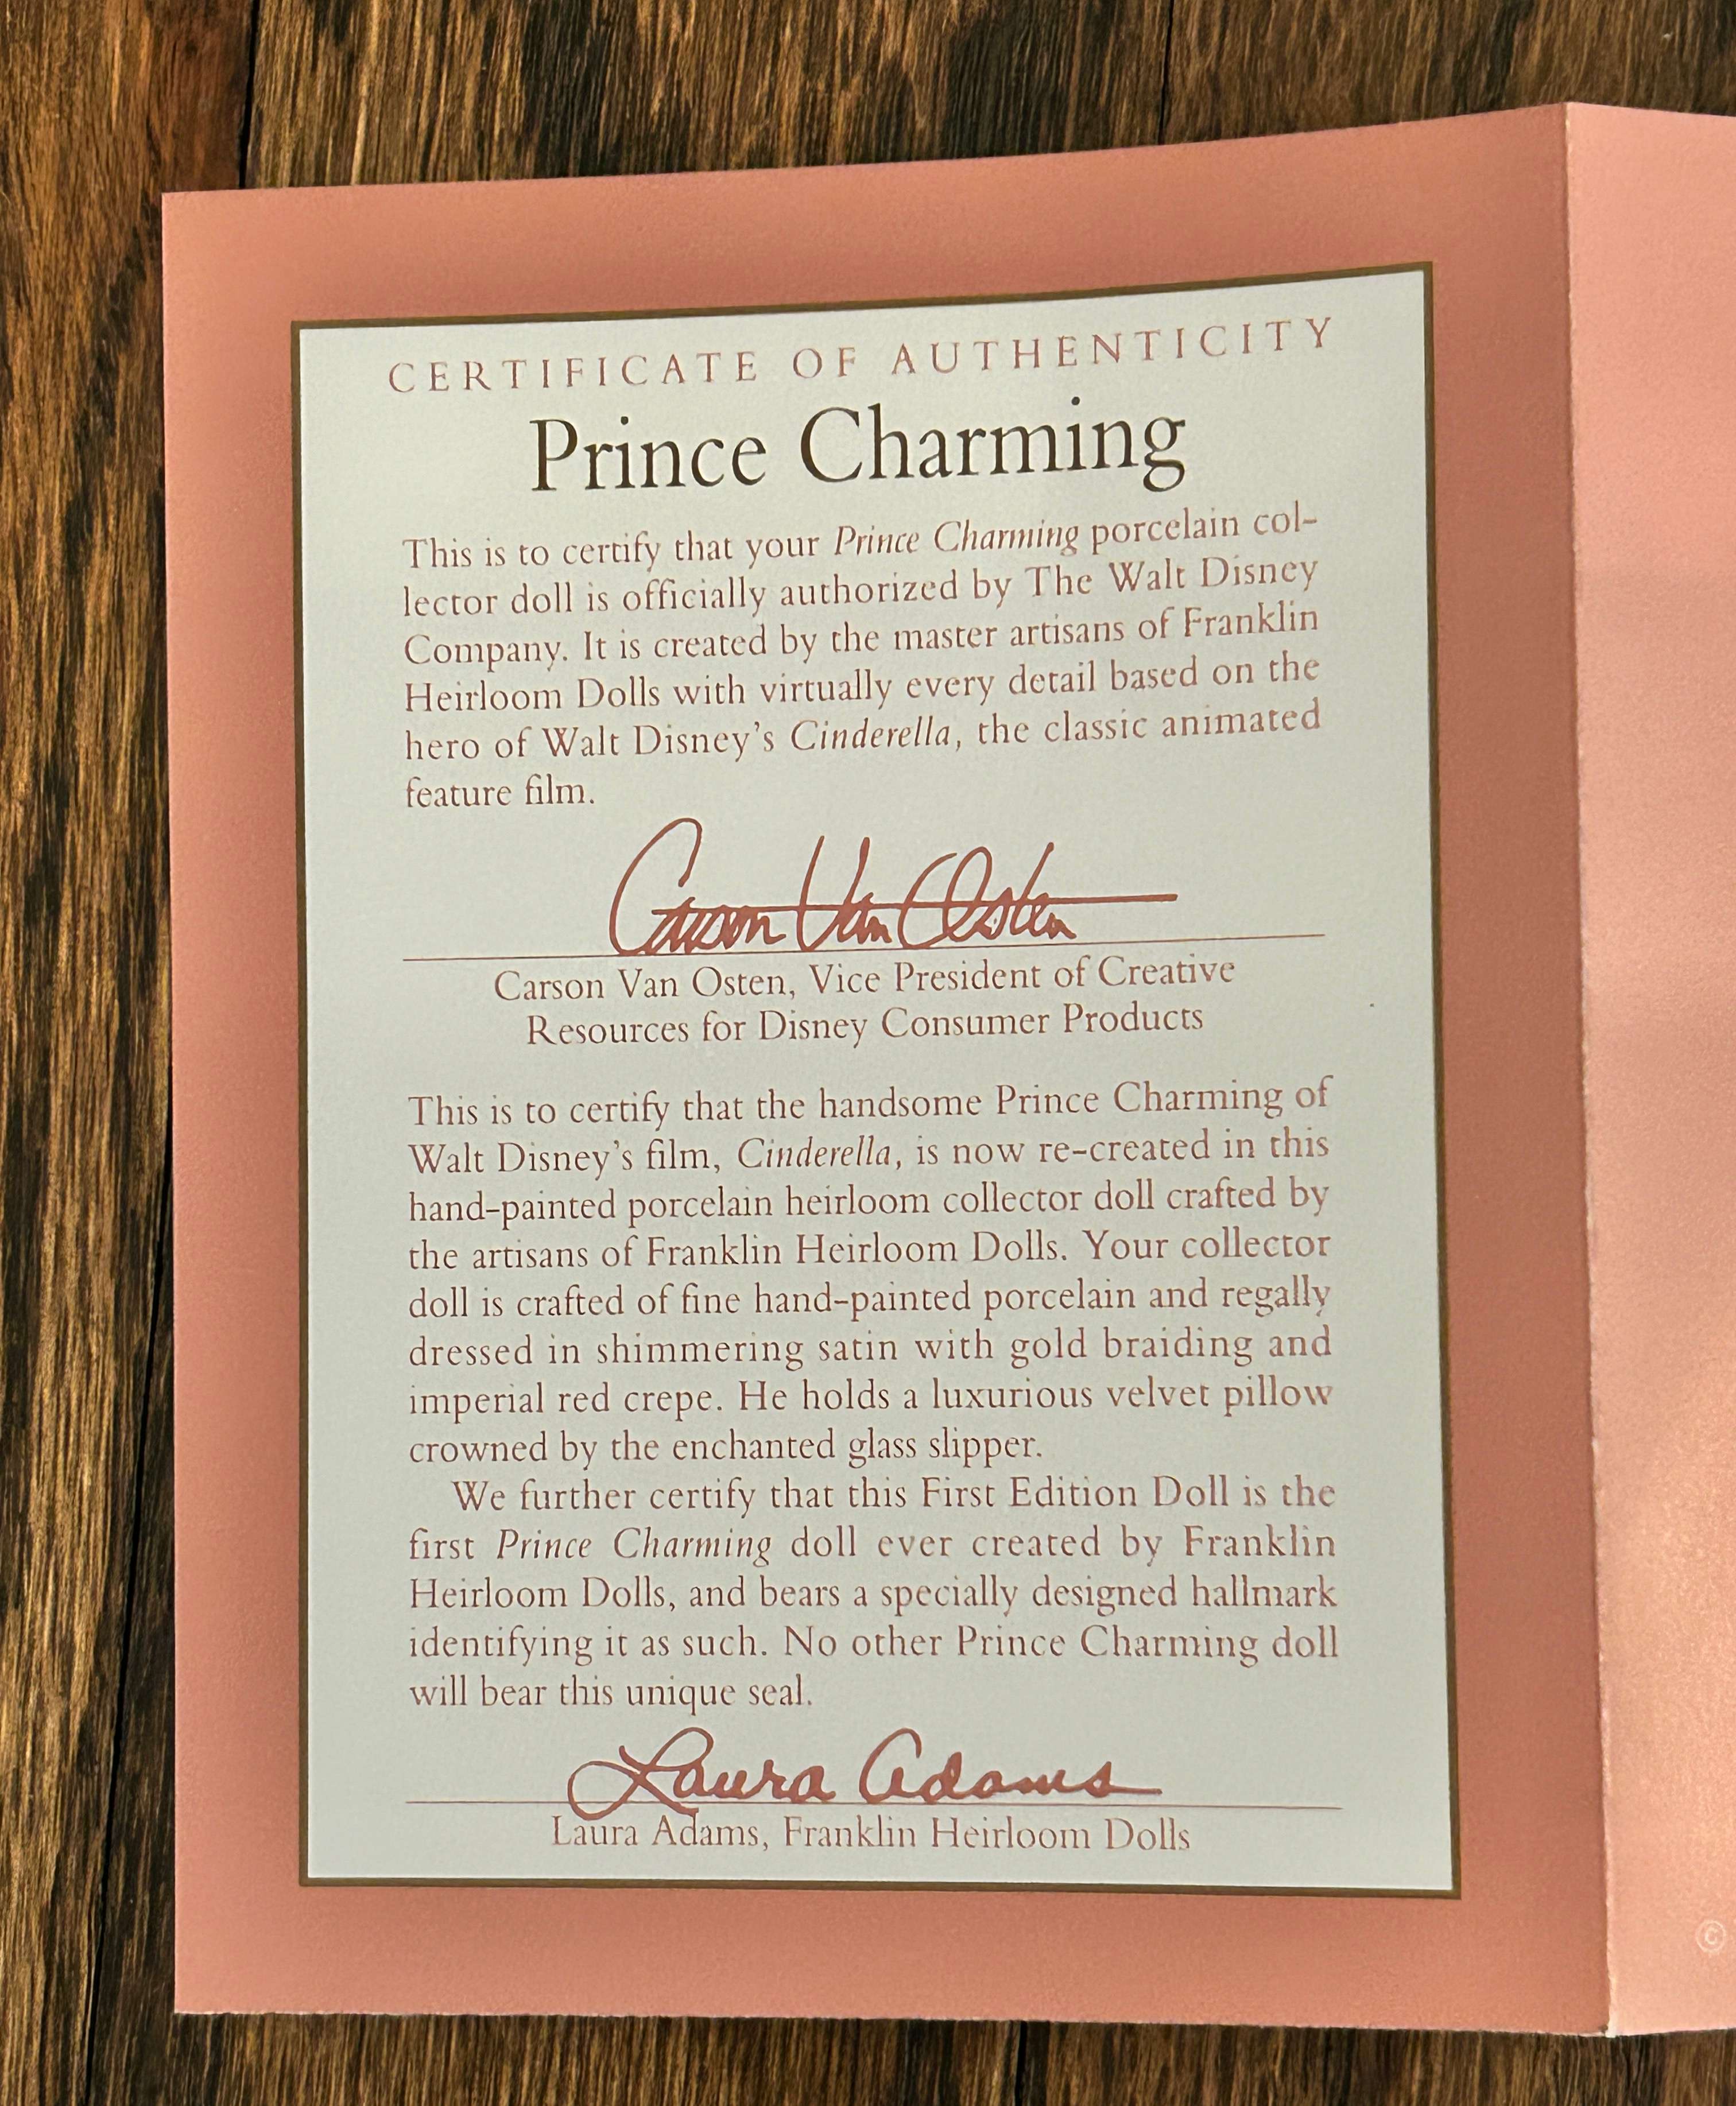 CERTIFICATE OF AUTHENTICITY
Prince Charming
This is to certify that your Prince Charming porcelain col-
lector doll is officially authorized by The Walt Disney
Company. It is created by the master artisans of Franklin
Heirloom Dolls with virtually every detail based on the
hero of Walt Disney's Cinderella, the classic animated
feature film.
Carson Van Osten
Carson Van Osten, Vice President of Creative
Resources for Disney Consumer Products
This is to certify that the handsome Prince Charming of
Walt Disney's film, Cinderella, is now re-created in this
hand-painted porcelain heirloom collector doll crafted by
the artisans of Franklin Heirloom Dolls. Your collector
doll is crafted of fine hand-painted porcelain and regally
dressed in shimmering satin with gold braiding and
imperial red crepe. He holds a luxurious velvet pillow
crowned by the enchanted glass slipper.
We further certify that this First Edition Doll is the
first Prince Charming doll ever created by Franklin
Heirloom Dolls, and bears a specially designed hallmark
identifying it as such. No other Prince Charming doll
will bear this unique seal.
Laura Adams
Laura Adams, Franklin Heirloom Dolls
©